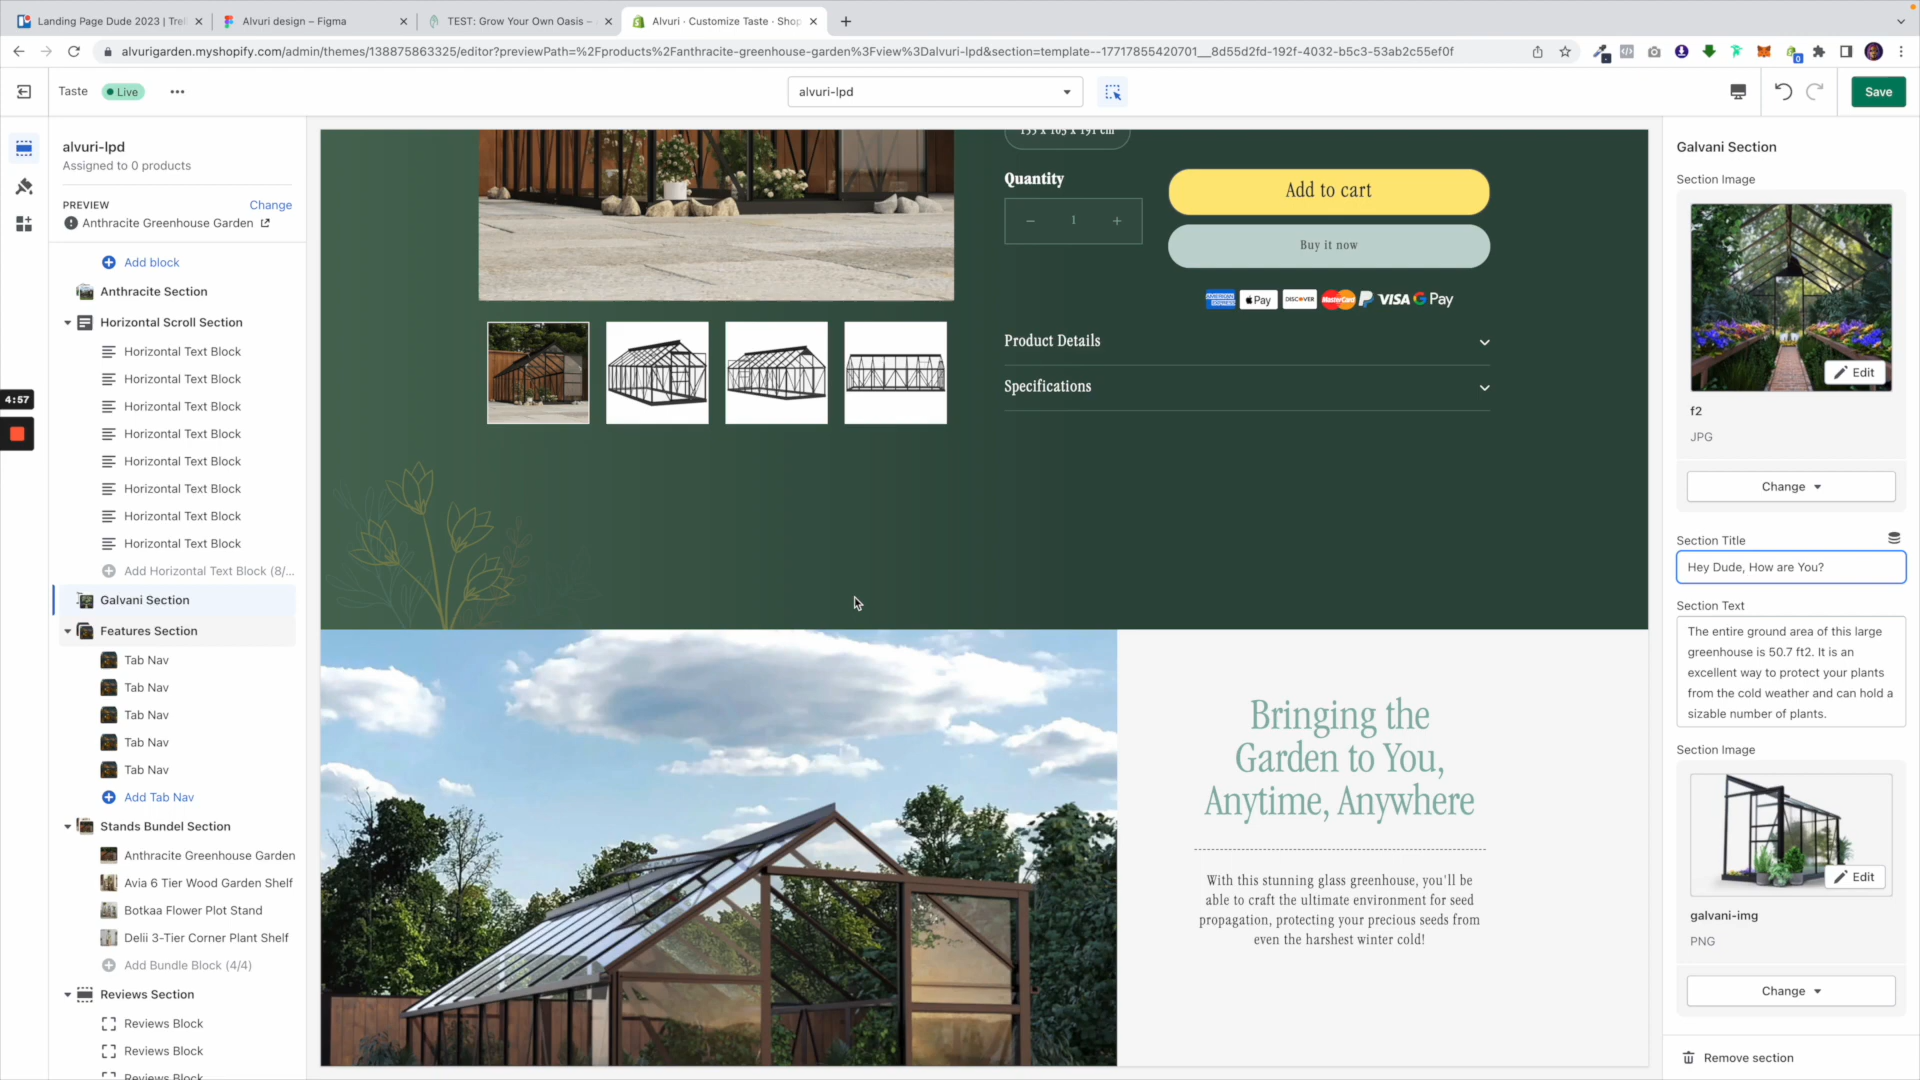 Landing Page Dude 2023 | Trel
Alvuri design – Figma
TEST: Grow Your Own Oasis –
Alvuri · Customize Taste · Shop
alvurigarden.myshopify.com/admin/themes/138875863325/editor?previewPath=%2Fproducts%2Fanthracite-greenhouse-garden%3Fview%3Dalvuri-lpd&section=template--17717855420701__8d55d2fd-192f-4032-b5c3-53ab2c55ef0f
Taste
Live
alvuri-lpd
Save
alvuri-lpd
Assigned to 0 products
PREVIEW
Change
Anthracite Greenhouse Garden
Add block
Anthracite Section
Horizontal Scroll Section
Horizontal Text Block
Horizontal Text Block
Horizontal Text Block
Horizontal Text Block
Horizontal Text Block
Horizontal Text Block
Horizontal Text Block
Horizontal Text Block
Add Horizontal Text Block (8/...
Galvani Section
Features Section
Tab Nav
Tab Nav
Tab Nav
Tab Nav
Tab Nav
Add Tab Nav
Stands Bundel Section
Anthracite Greenhouse Garden
Avia 6 Tier Wood Garden Shelf
Botkaa Flower Plot Stand
Delii 3-Tier Corner Plant Shelf
Add Bundle Block (4/4)
Reviews Section
Reviews Block
Reviews Block
Reviews Block
4:57
Quantity
− 1 +
Add to cart
Buy it now
AMERICAN EXPRESS Pay DISCOVER MasterCard VISA G Pay
Product Details
Specifications
Bringing the
Garden to You,
Anytime, Anywhere
With this stunning glass greenhouse, you'll be
able to craft the ultimate environment for seed
propagation, protecting your precious seeds from
even the harshest winter cold!
Galvani Section
Section Image
Edit
f2
JPG
Change
Section Title
Hey Dude, How are You?
Section Text
The entire ground area of this large
greenhouse is 50.7 ft2. It is an
excellent way to protect your plants
from the cold weather and can hold a
sizable number of plants.
Section Image
Edit
galvani-img
PNG
Change
Remove section